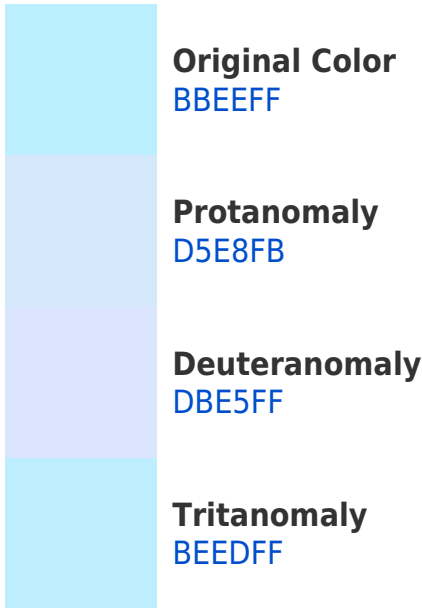 Original Color
BBEEFF
Protanomaly
D5E8FB
Deuteranomaly
DBE5FF
Tritanomaly
BEEDFF